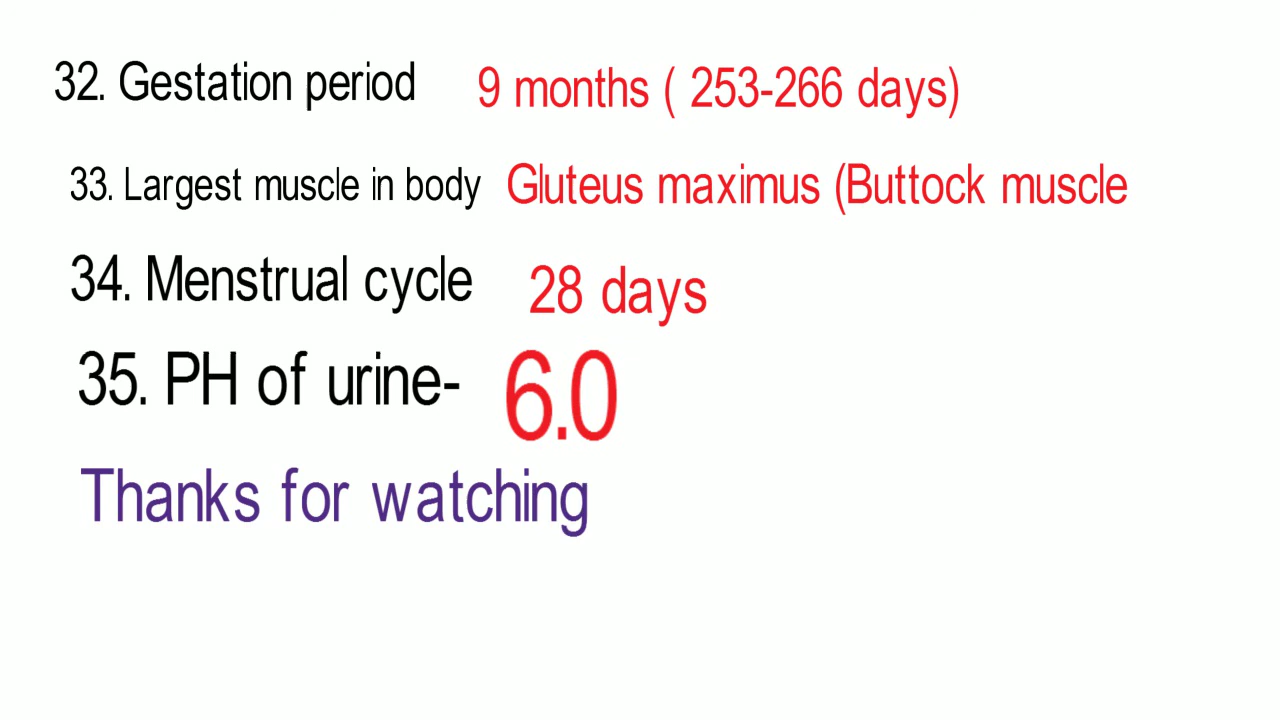 32. Gestation period 9 months ( 253-266 days)
33. Largest muscle in body Gluteus maximus (Buttock muscle
34. Menstrual cycle 28 days
35. PH of urine- 6.0
Thanks for watching